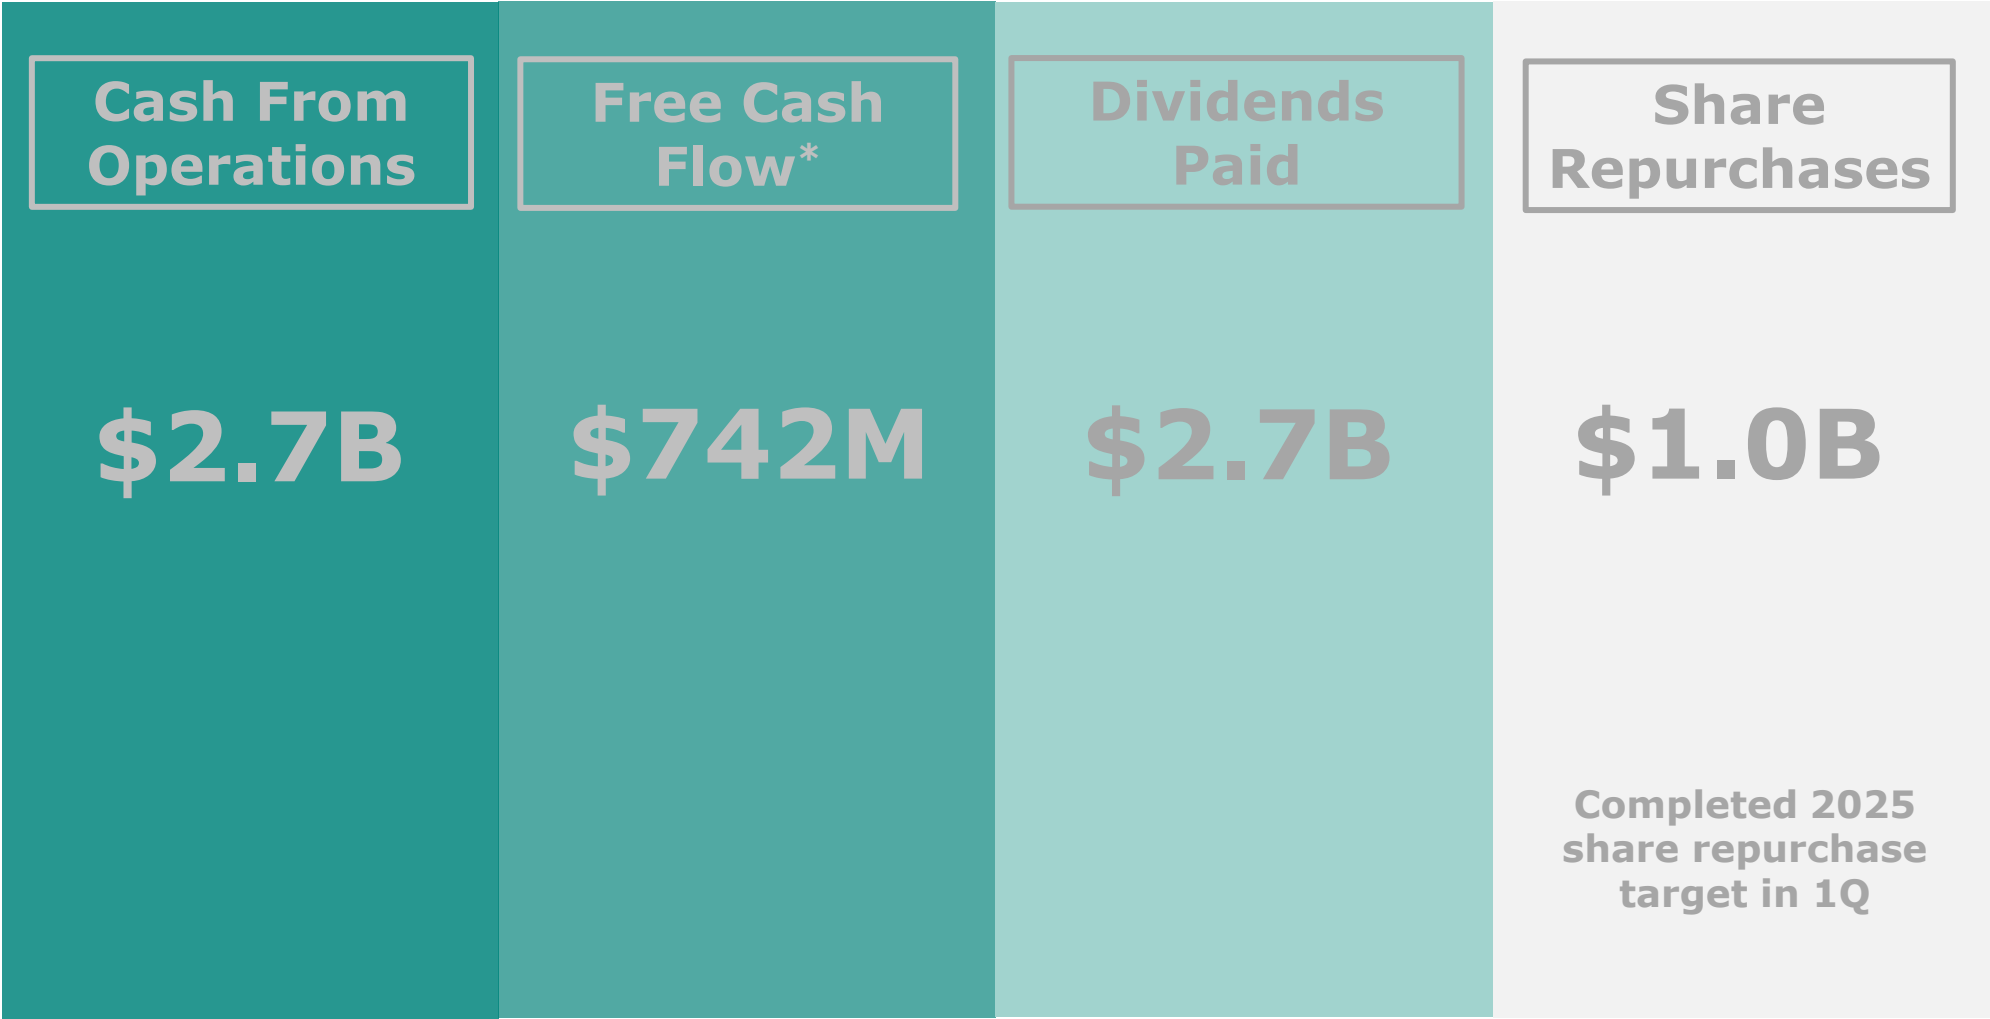 Cash From
Operations
$2.7B
Free Cash
Flow*
$742M
Dividends
Paid
$2.7B
Share
Repurchases
$1.0B
Completed 2025
share repurchase
target in 1Q